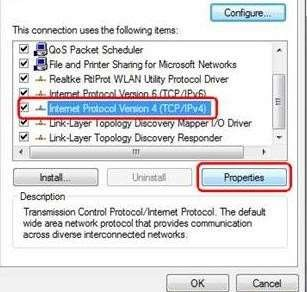 Configure...
This connection uses the following items:
QoS Packet Scheduler
File and Printer Sharing for Microsoft Networks
Realtke RtlProt WLAN Utility Protocol Driver
Internet Protocol Version 6 (TCP/IPv6)
Internet Protocol Version 4 (TCP/IPv4)
Link-Layer Topology Discovery Mapper I/O Driver
Link-Layer Topology Discovery Responder
Install...
Uninstall
Properties
Description
Transmission Control Protocol/Internet Protocol. The default
wide area network protocol that provides communication
across diverse interconnected networks.
OK
Cancel